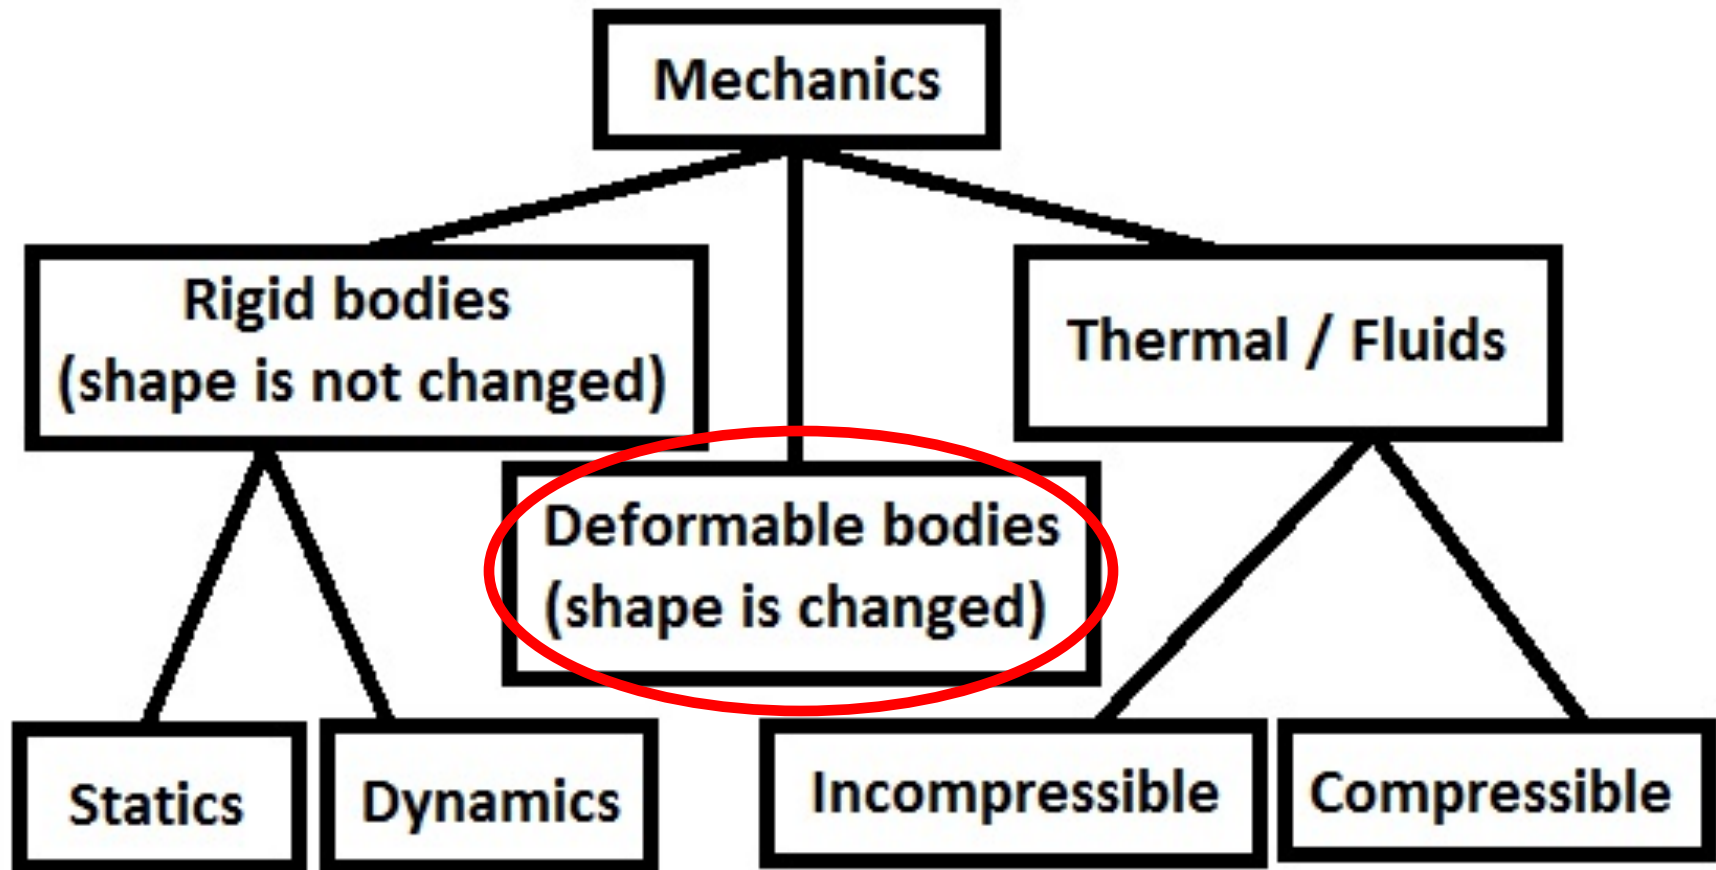 Mechanics
Rigid bodies
(shape is not changed)
Thermal / Fluids
Deformable bodies
(shape is changed)
Statics
Dynamics
Incompressible
Compressible